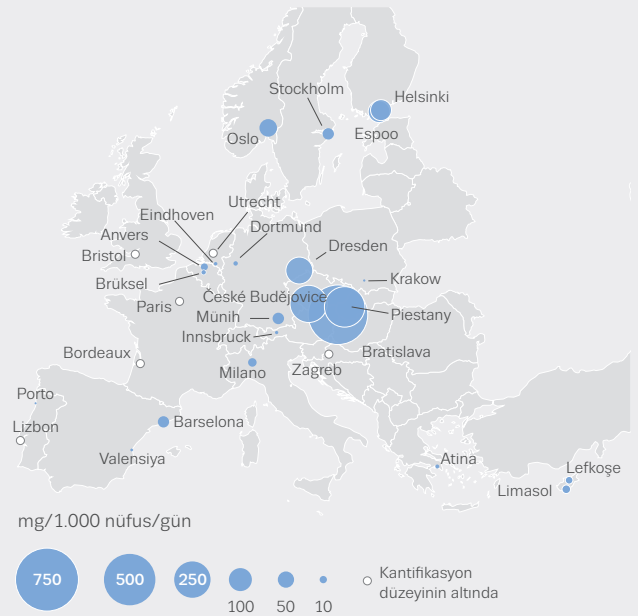 Stockholm
Helsinki
Oslo
Espoo
Utrecht
Eindhoven
Dortmund
Anvers
Dresden
Bristol
Krakow
Brüksel
České Budějovice
Paris
Piestany
Münih
Innsbruck
Bratislava
Bordeaux
Zagreb
Milano
Porto
Barselona
Lizbon
Valensiya
Atina
Lefkoşe
Limasol
mg/1.000 nüfus/gün
750
500
250
100
50
10
Kantifikasyon
düzeyinin altında